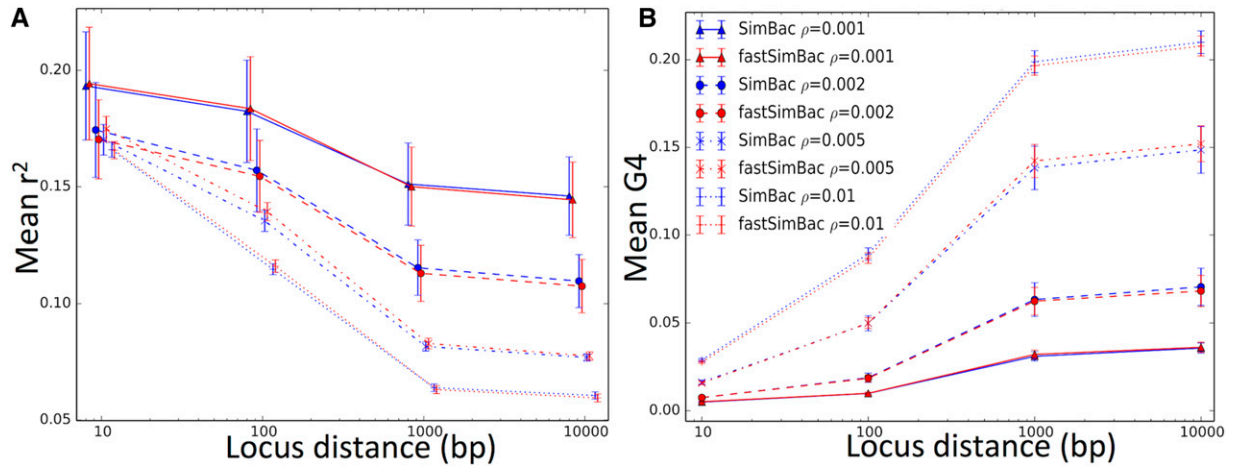 A
Mean r²
0.20
0.15
0.10
0.05
10
100
1000
10000
Locus distance (bp)
B
Mean G4
0.20
0.15
0.10
0.05
0.00
10
100
1000
10000
Locus distance (bp)
SimBac ρ=0.001
fastSimBac ρ=0.001
SimBac ρ=0.002
fastSimBac ρ=0.002
SimBac ρ=0.005
fastSimBac ρ=0.005
SimBac ρ=0.01
fastSimBac ρ=0.01